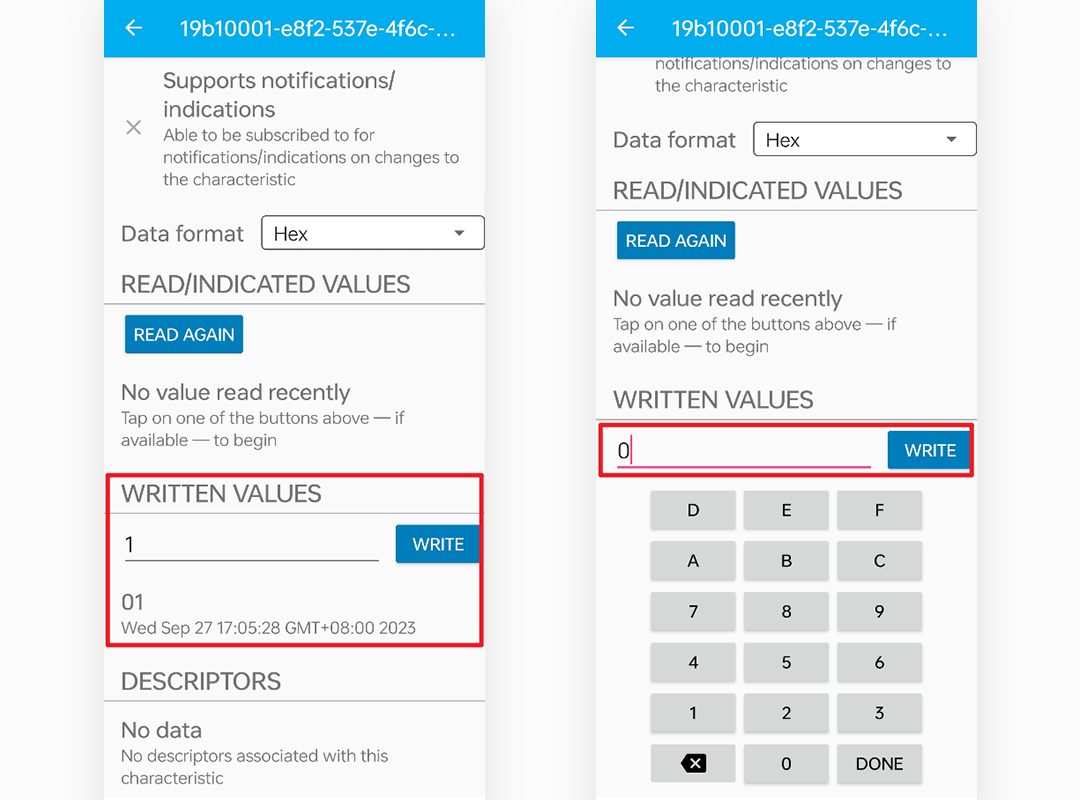 19b10001-e8f2-537e-4f6c-...
Supports notifications/
indications
Able to be subscribed to for
notifications/indications on changes to
the characteristic
Data format
Hex
READ/INDICATED VALUES
READ AGAIN
No value read recently
Tap on one of the buttons above — if
available — to begin
WRITTEN VALUES
1
WRITE
01
Wed Sep 27 17:05:28 GMT+08:00 2023
DESCRIPTORS
No data
No descriptors associated with this
characteristic
19b10001-e8f2-537e-4f6c-...
notifications/indications on changes to
the characteristic
Data format
Hex
READ/INDICATED VALUES
READ AGAIN
No value read recently
Tap on one of the buttons above — if
available — to begin
WRITTEN VALUES
0
WRITE
D E F
A B C
7 8 9
4 5 6
1 2 3
0 DONE